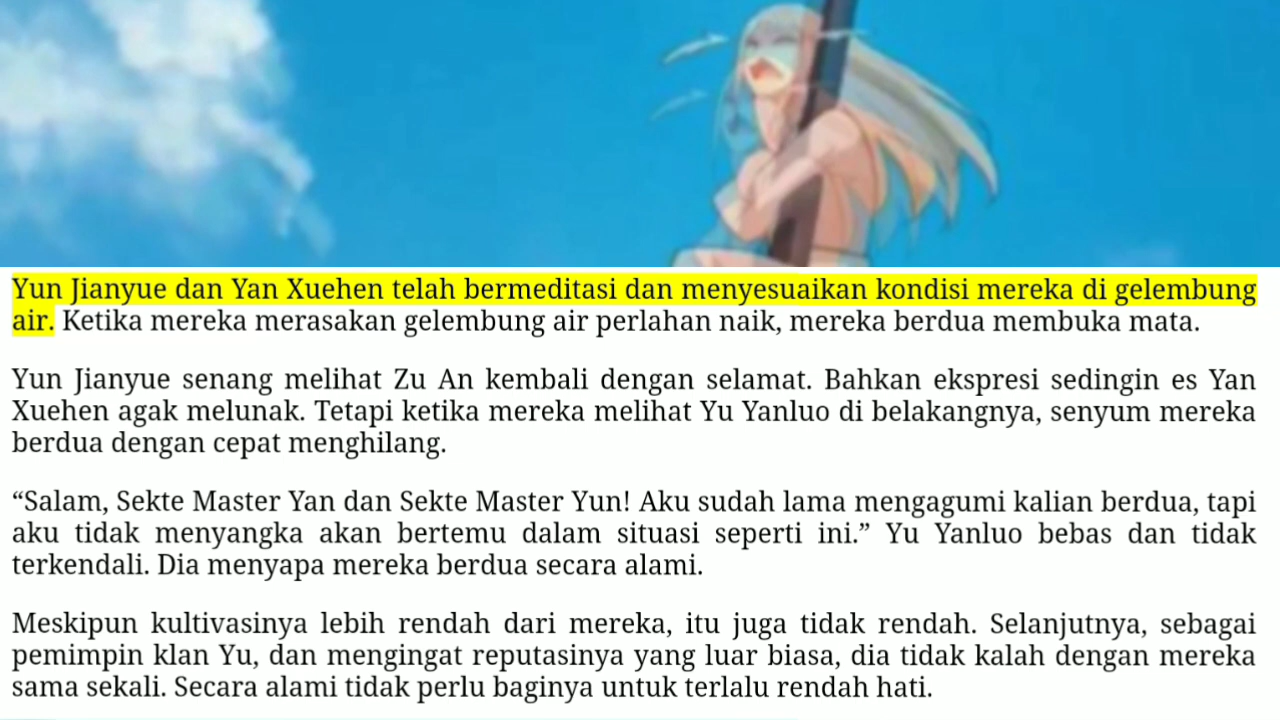 Yun Jianyue dan Yan Xuehen telah bermeditasi dan menyesuaikan kondisi mereka di gelembung
air. Ketika mereka merasakan gelembung air perlahan naik, mereka berdua membuka mata.
Yun Jianyue senang melihat Zu An kembali dengan selamat. Bahkan ekspresi sedingin es Yan
Xuehen agak melunak. Tetapi ketika mereka melihat Yu Yanluo di belakangnya, senyum mereka
berdua dengan cepat menghilang.
“Salam, Sekte Master Yan dan Sekte Master Yun! Aku sudah lama mengagumi kalian berdua, tapi
aku tidak menyangka akan bertemu dalam situasi seperti ini.” Yu Yanluo bebas dan tidak
terkendali. Dia menyapa mereka berdua secara alami.
Meskipun kultivasinya lebih rendah dari mereka, itu juga tidak rendah. Selanjutnya, sebagai
pemimpin klan Yu, dan mengingat reputasinya yang luar biasa, dia tidak kalah dengan mereka
sama sekali. Secara alami tidak perlu baginya untuk terlalu rendah hati.